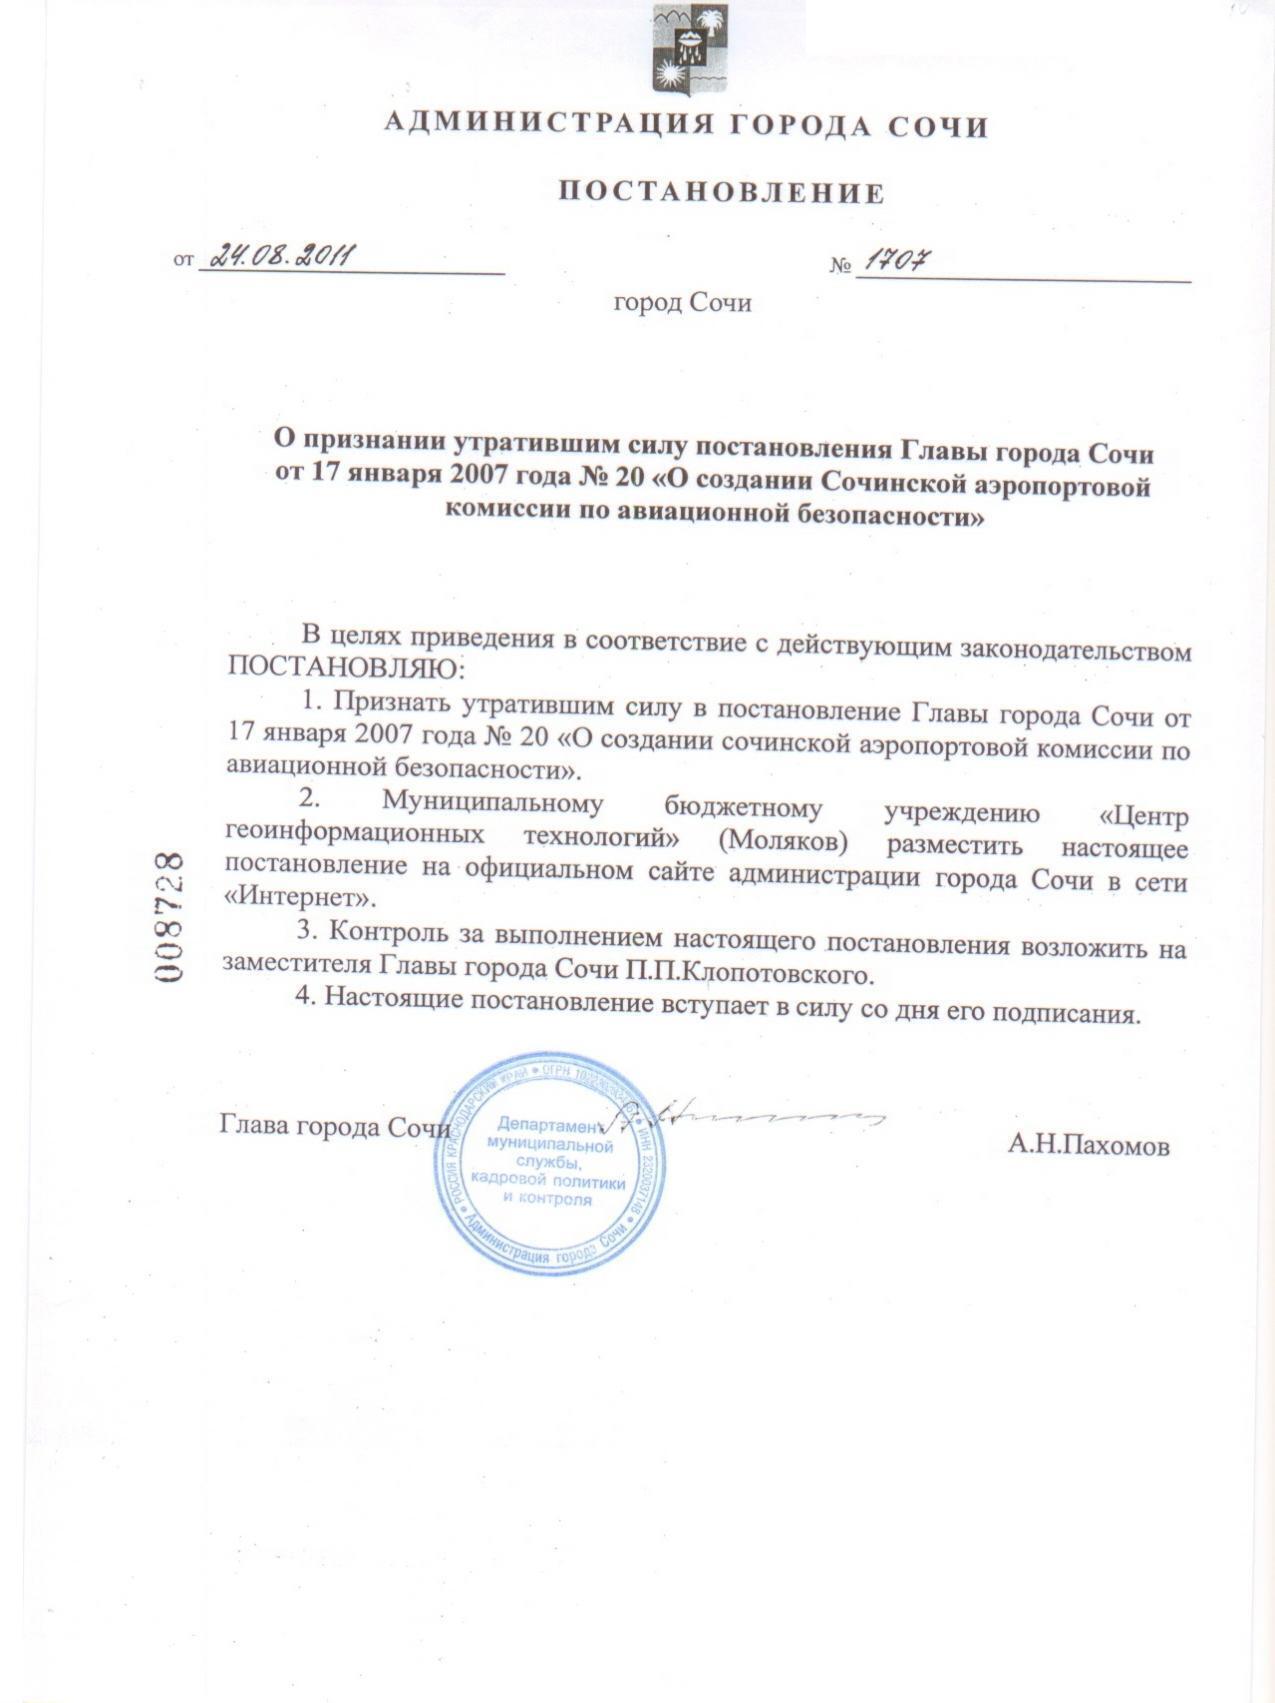 АДМИНИСТРАЦИЯ ГОРОДА СОЧИ
ПОСТАНОВЛЕНИЕ
от 24.08.2011 № 1707
город Сочи
О признании утратившим силу постановления Главы города Сочи
от 17 января 2007 года № 20 «О создании Сочинской аэропортовой
комиссии по авиационной безопасности»
В целях приведения в соответствие с действующим законодательством
ПОСТАНОВЛЯЮ:
1. Признать утратившим силу в постановление Главы города Сочи от
17 января 2007 года № 20 «О создании сочинской аэропортовой комиссии по
авиационной безопасности».
2. Муниципальному бюджетному учреждению «Центр
геоинформационных технологий» (Моляков) разместить настоящее
постановление на официальном сайте администрации города Сочи в сети
«Интернет».
3. Контроль за выполнением настоящего постановления возложить на
заместителя Главы города Сочи П.П.Клопотовского.
4. Настоящие постановление вступает в силу со дня его подписания.
0087728
Глава города Сочи
А.Н.Пахомов
Департамент
муниципальной
службы,
кадровой политики
и контроля
РОССИЯ КРАСНОДАРСКИЙ КРАЙ • ОГРН • ИНН 2320037148 •
Администрация города Сочи